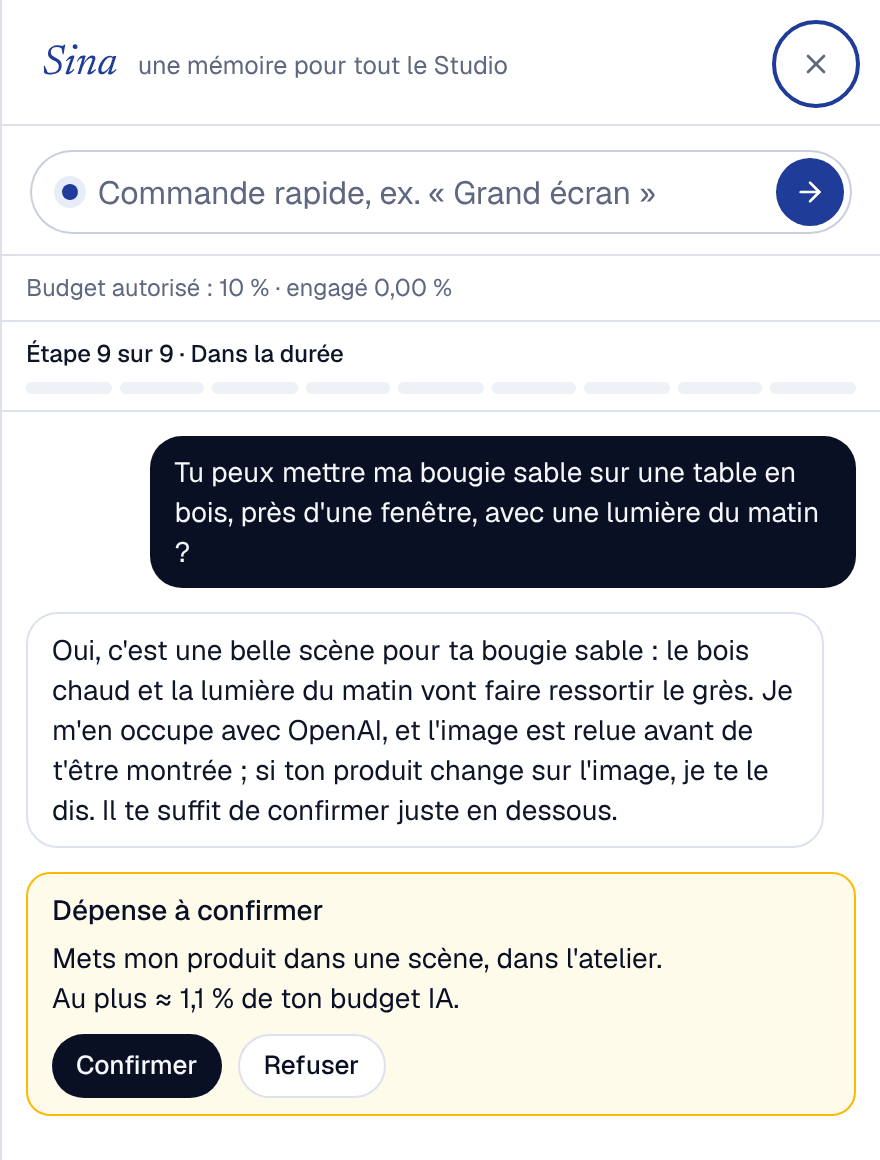 Sina une mémoire pour tout le Studio
Commande rapide, ex. « Grand écran »
Budget autorisé : 10 % · engagé 0,00 %
Étape 9 sur 9 · Dans la durée
Tu peux mettre ma bougie sable sur une table en
bois, près d'une fenêtre, avec une lumière du matin
?
Oui, c'est une belle scène pour ta bougie sable : le bois
chaud et la lumière du matin vont faire ressortir le grès. Je
m'en occupe avec OpenAI, et l'image est relue avant de
t'être montrée ; si ton produit change sur l'image, je te le
dis. Il te suffit de confirmer juste en dessous.
Dépense à confirmer
Mets mon produit dans une scène, dans l'atelier.
Au plus ≈ 1,1 % de ton budget IA.
Confirmer
Refuser